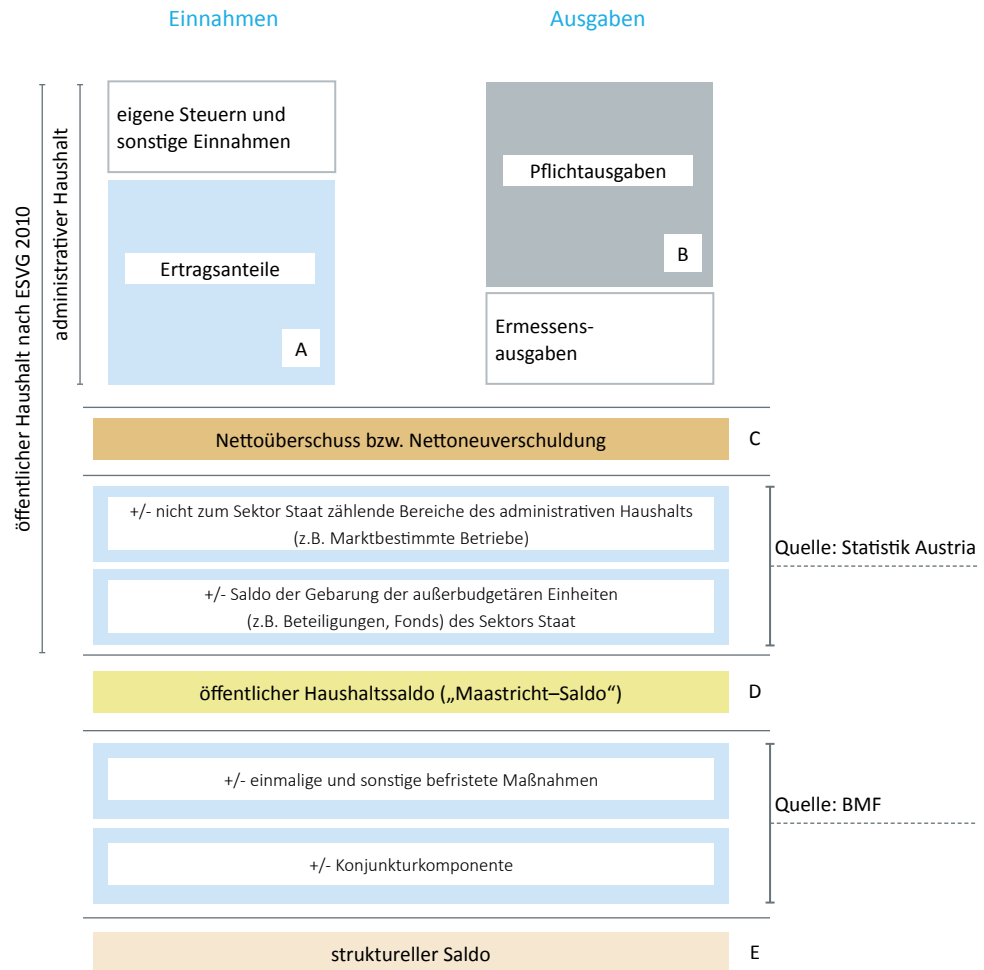 Einnahmen
Ausgaben
öffentlicher Haushalt nach ESVG 2010
administrativer Haushalt
eigene Steuern und
sonstige Einnahmen
Pflichtausgaben
Ertragsanteile
B
A
Ermessens-
ausgaben
Nettoüberschuss bzw. Nettoneuverschuldung
C
+/- nicht zum Sektor Staat zählende Bereiche des administrativen Haushalts
(z.B. Marktbestimmte Betriebe)
Quelle: Statistik Austria
+/- Saldo der Gebarung der außerbudgetären Einheiten
(z.B. Beteiligungen, Fonds) des Sektors Staat
öffentlicher Haushaltssaldo („Maastricht–Saldo“)
D
+/- einmalige und sonstige befristete Maßnahmen
Quelle: BMF
+/- Konjunkturkomponente
struktureller Saldo
E